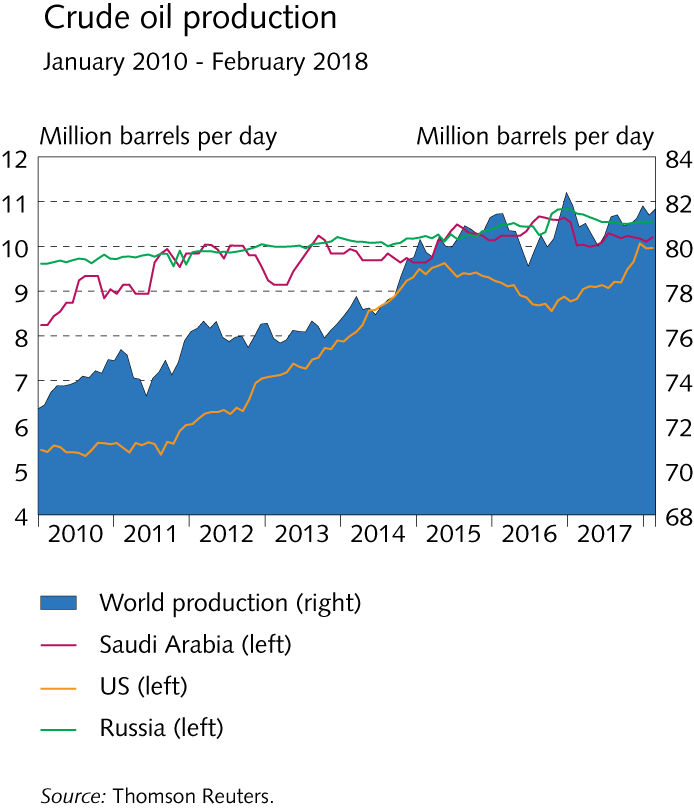 Crude oil production
January 2010 - February 2018
Million barrels per day Million barrels per day
12 84
11 82
10 80
9 78
8 76
7 74
6 72
5 70
4 68
2010 2011 2012 2013 2014 2015 2016 2017
World production (right)
Saudi Arabia (left)
US (left)
Russia (left)
Source: Thomson Reuters.